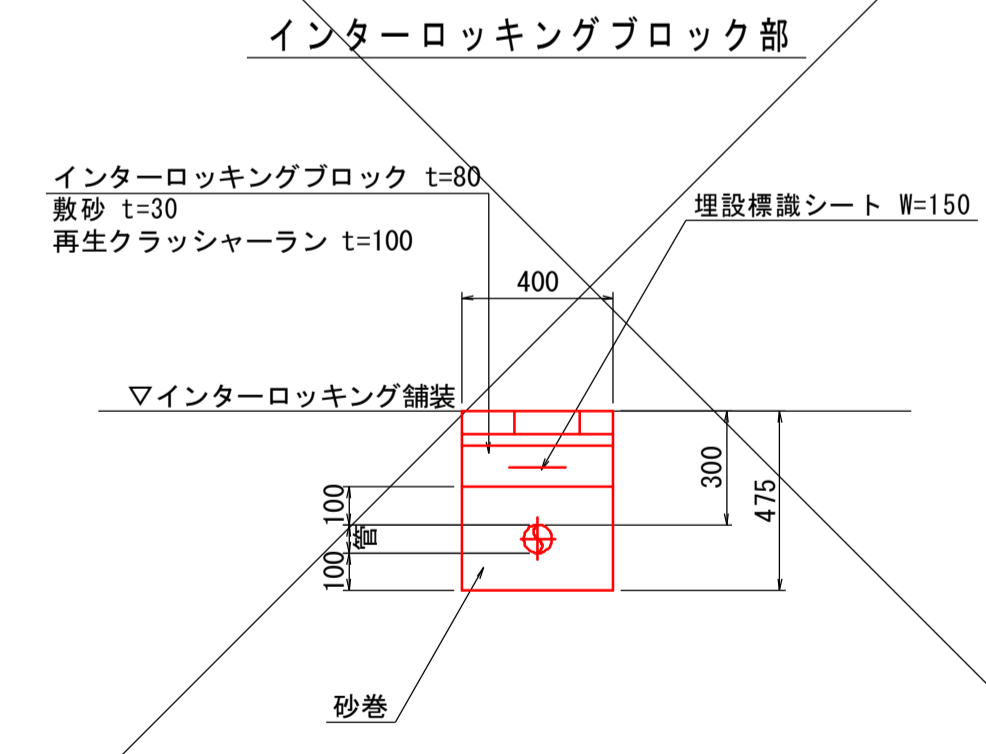 インターロッキングブロック部
インターロッキングブロック t=80
敷砂 t=30
再生クラッシャーラン t=100
埋設標識シート W=150
400
▽インターロッキング舗装
300
475
100
管
100
砂巻